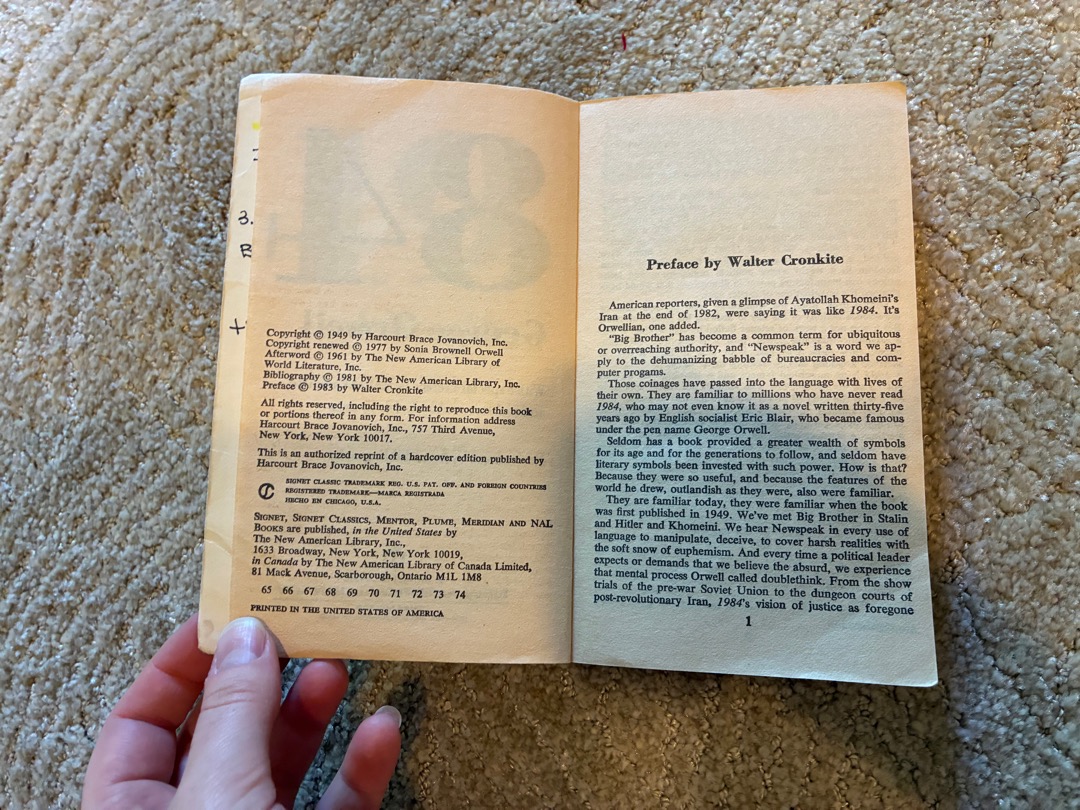 84
3.
B
+
Copyright © 1949 by Harcourt Brace Jovanovich, Inc.
Copyright renewed © 1977 by Sonia Brownell Orwell
Afterword © 1961 by The New American Library of
World Literature, Inc.
Bibliography © 1981 by The New American Library, Inc.
Preface © 1983 by Walter Cronkite
All rights reserved, including the right to reproduce this book
or portions thereof in any form. For information address
Harcourt Brace Jovanovich, Inc., 757 Third Avenue,
New York, New York 10017.
This is an authorized reprint of a hardcover edition published by
Harcourt Brace Jovanovich, Inc.
SIGNET CLASSIC TRADEMARK REG. U.S. PAT. OFF. AND FOREIGN COUNTRIES
REGISTERED TRADEMARK—MARCA REGISTRADA
HECHO EN CHICAGO, U.S.A.
SIGNET, SIGNET CLASSICS, MENTOR, PLUME, MERIDIAN AND NAL
BOOKS are published, in the United States by
The New American Library, Inc.,
1633 Broadway, New York, New York 10019,
in Canada by The New American Library of Canada Limited,
81 Mack Avenue, Scarborough, Ontario M1L 1M8
65 66 67 68 69 70 71 72 73 74
PRINTED IN THE UNITED STATES OF AMERICA
Preface by Walter Cronkite
American reporters, given a glimpse of Ayatollah Khomeini's
Iran at the end of 1982, were saying it was like 1984. It's
Orwellian, one added.
"Big Brother" has become a common term for ubiquitous
or overreaching authority, and "Newspeak" is a word we ap-
ply to the dehumanizing babble of bureaucracies and com-
puter progams.
Those coinages have passed into the language with lives of
their own. They are familiar to millions who have never read
1984, who may not even know it as a novel written thirty-five
years ago by English socialist Eric Blair, who became famous
under the pen name George Orwell.
Seldom has a book provided a greater wealth of symbols
for its age and for the generations to follow, and seldom have
literary symbols been invested with such power. How is that?
Because they were so useful, and because the features of the
world he drew, outlandish as they were, also were familiar.
They are familiar today, they were familiar when the book
was first published in 1949. We've met Big Brother in Stalin
and Hitler and Khomeini. We hear Newspeak in every use of
language to manipulate, deceive, to cover harsh realities with
the soft snow of euphemism. And every time a political leader
expects or demands that we believe the absurd, we experience
that mental process Orwell called doublethink. From the show
trials of the pre-war Soviet Union to the dungeon courts of
post-revolutionary Iran, 1984's vision of justice as foregone
1